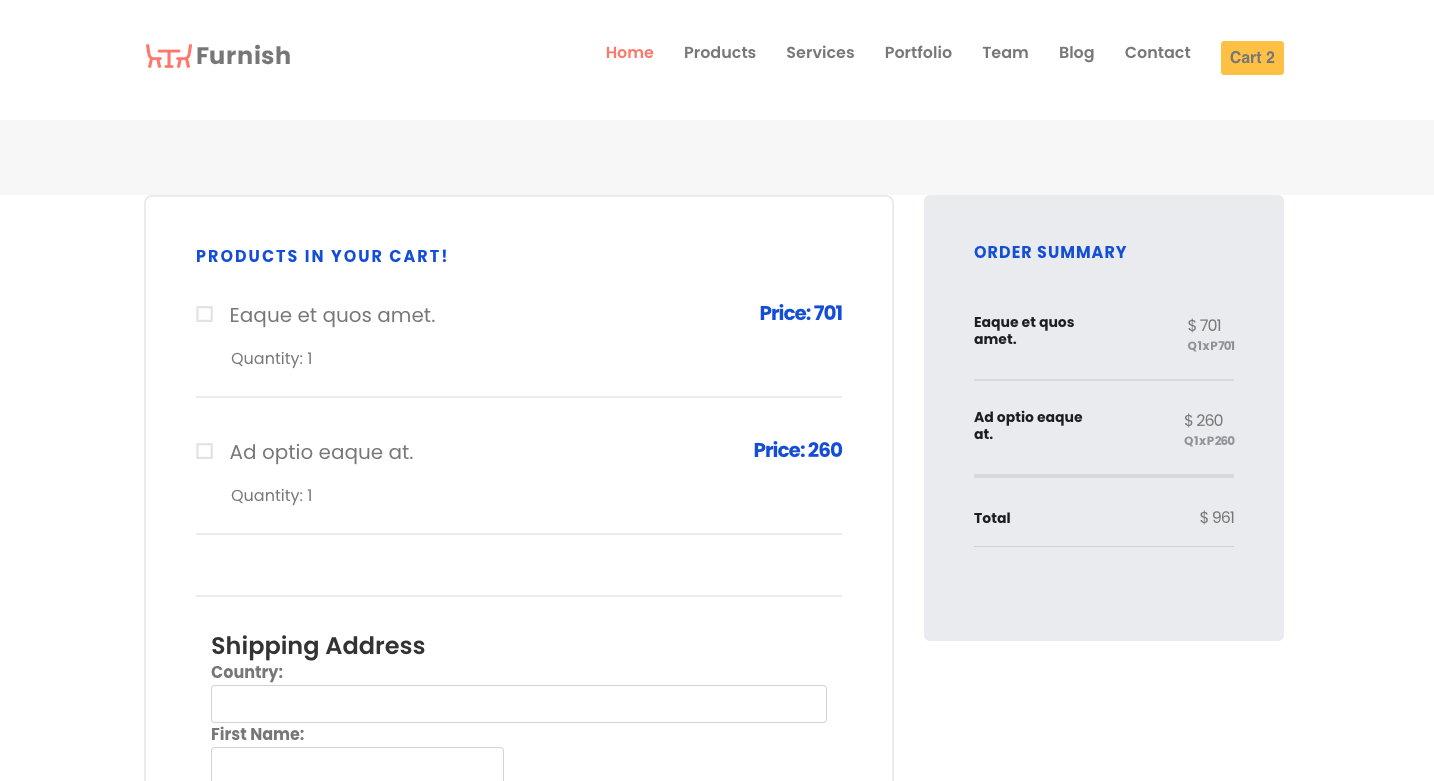 Furnish
Home Products Services Portfolio Team Blog Contact Cart 2
PRODUCTS IN YOUR CART!
Eaque et quos amet. Price: 701
Quantity: 1
Ad optio eaque at. Price: 260
Quantity: 1
Shipping Address
Country:
First Name:
ORDER SUMMARY
Eaque et quos
amet.
$ 701
Q1xP701
Ad optio eaque
at.
$ 260
Q1xP260
Total $ 961